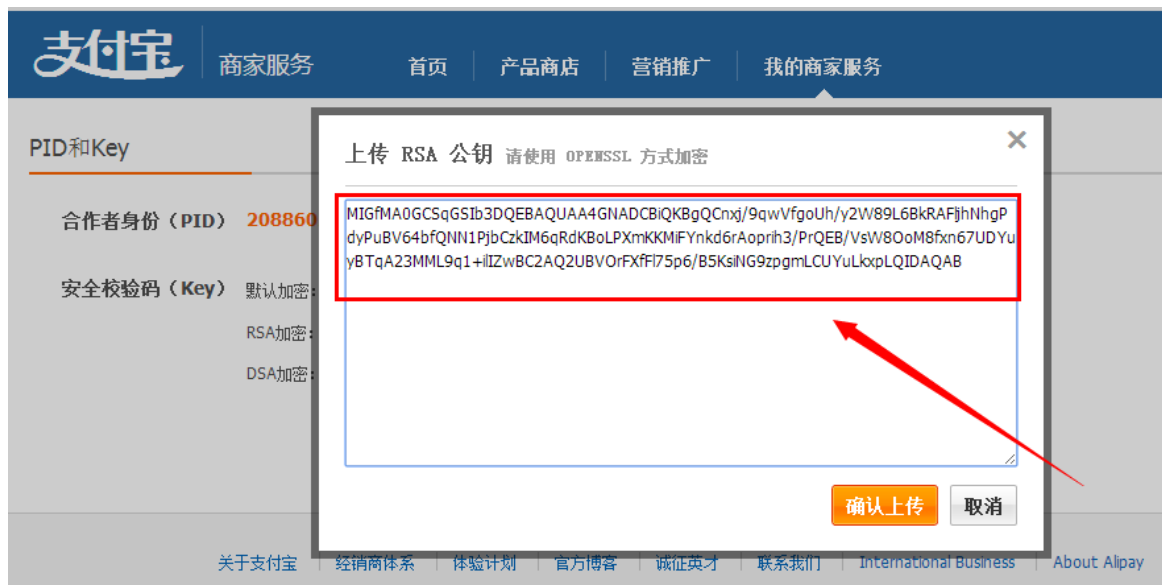 支付宝 商家服务 首页 产品商店 营销推广 我的商家服务
PID和Key
上传 RSA 公钥 请使用 OPENSSL 方式加密
×
合作者身份（PID） 208860
MIGfMA0GCSqGSIb3DQEBAQUAA4GNADCBiQKBgQCnxj/9qwVfgoUh/y2W89L6BkRAFljhNhgP
dyPuBV64bfQNN1PjbCzkIM6qRdKBoLPXmKKMiFYnkd6rAoprih3/PrQEB/VsW8OoM8fxn67UDYu
yBTqA23MML9q1+ilIZwBC2AQ2UBVOrFXfFl75p6/B5KsiNG9zpgmLCUYuLkxpLQIDAQAB
安全校验码（Key） 默认加密：
RSA加密：
DSA加密：
确认上传 取消
关于支付宝 经销商体系 体验计划 官方博客 诚征英才 联系我们 International Business About Alipay